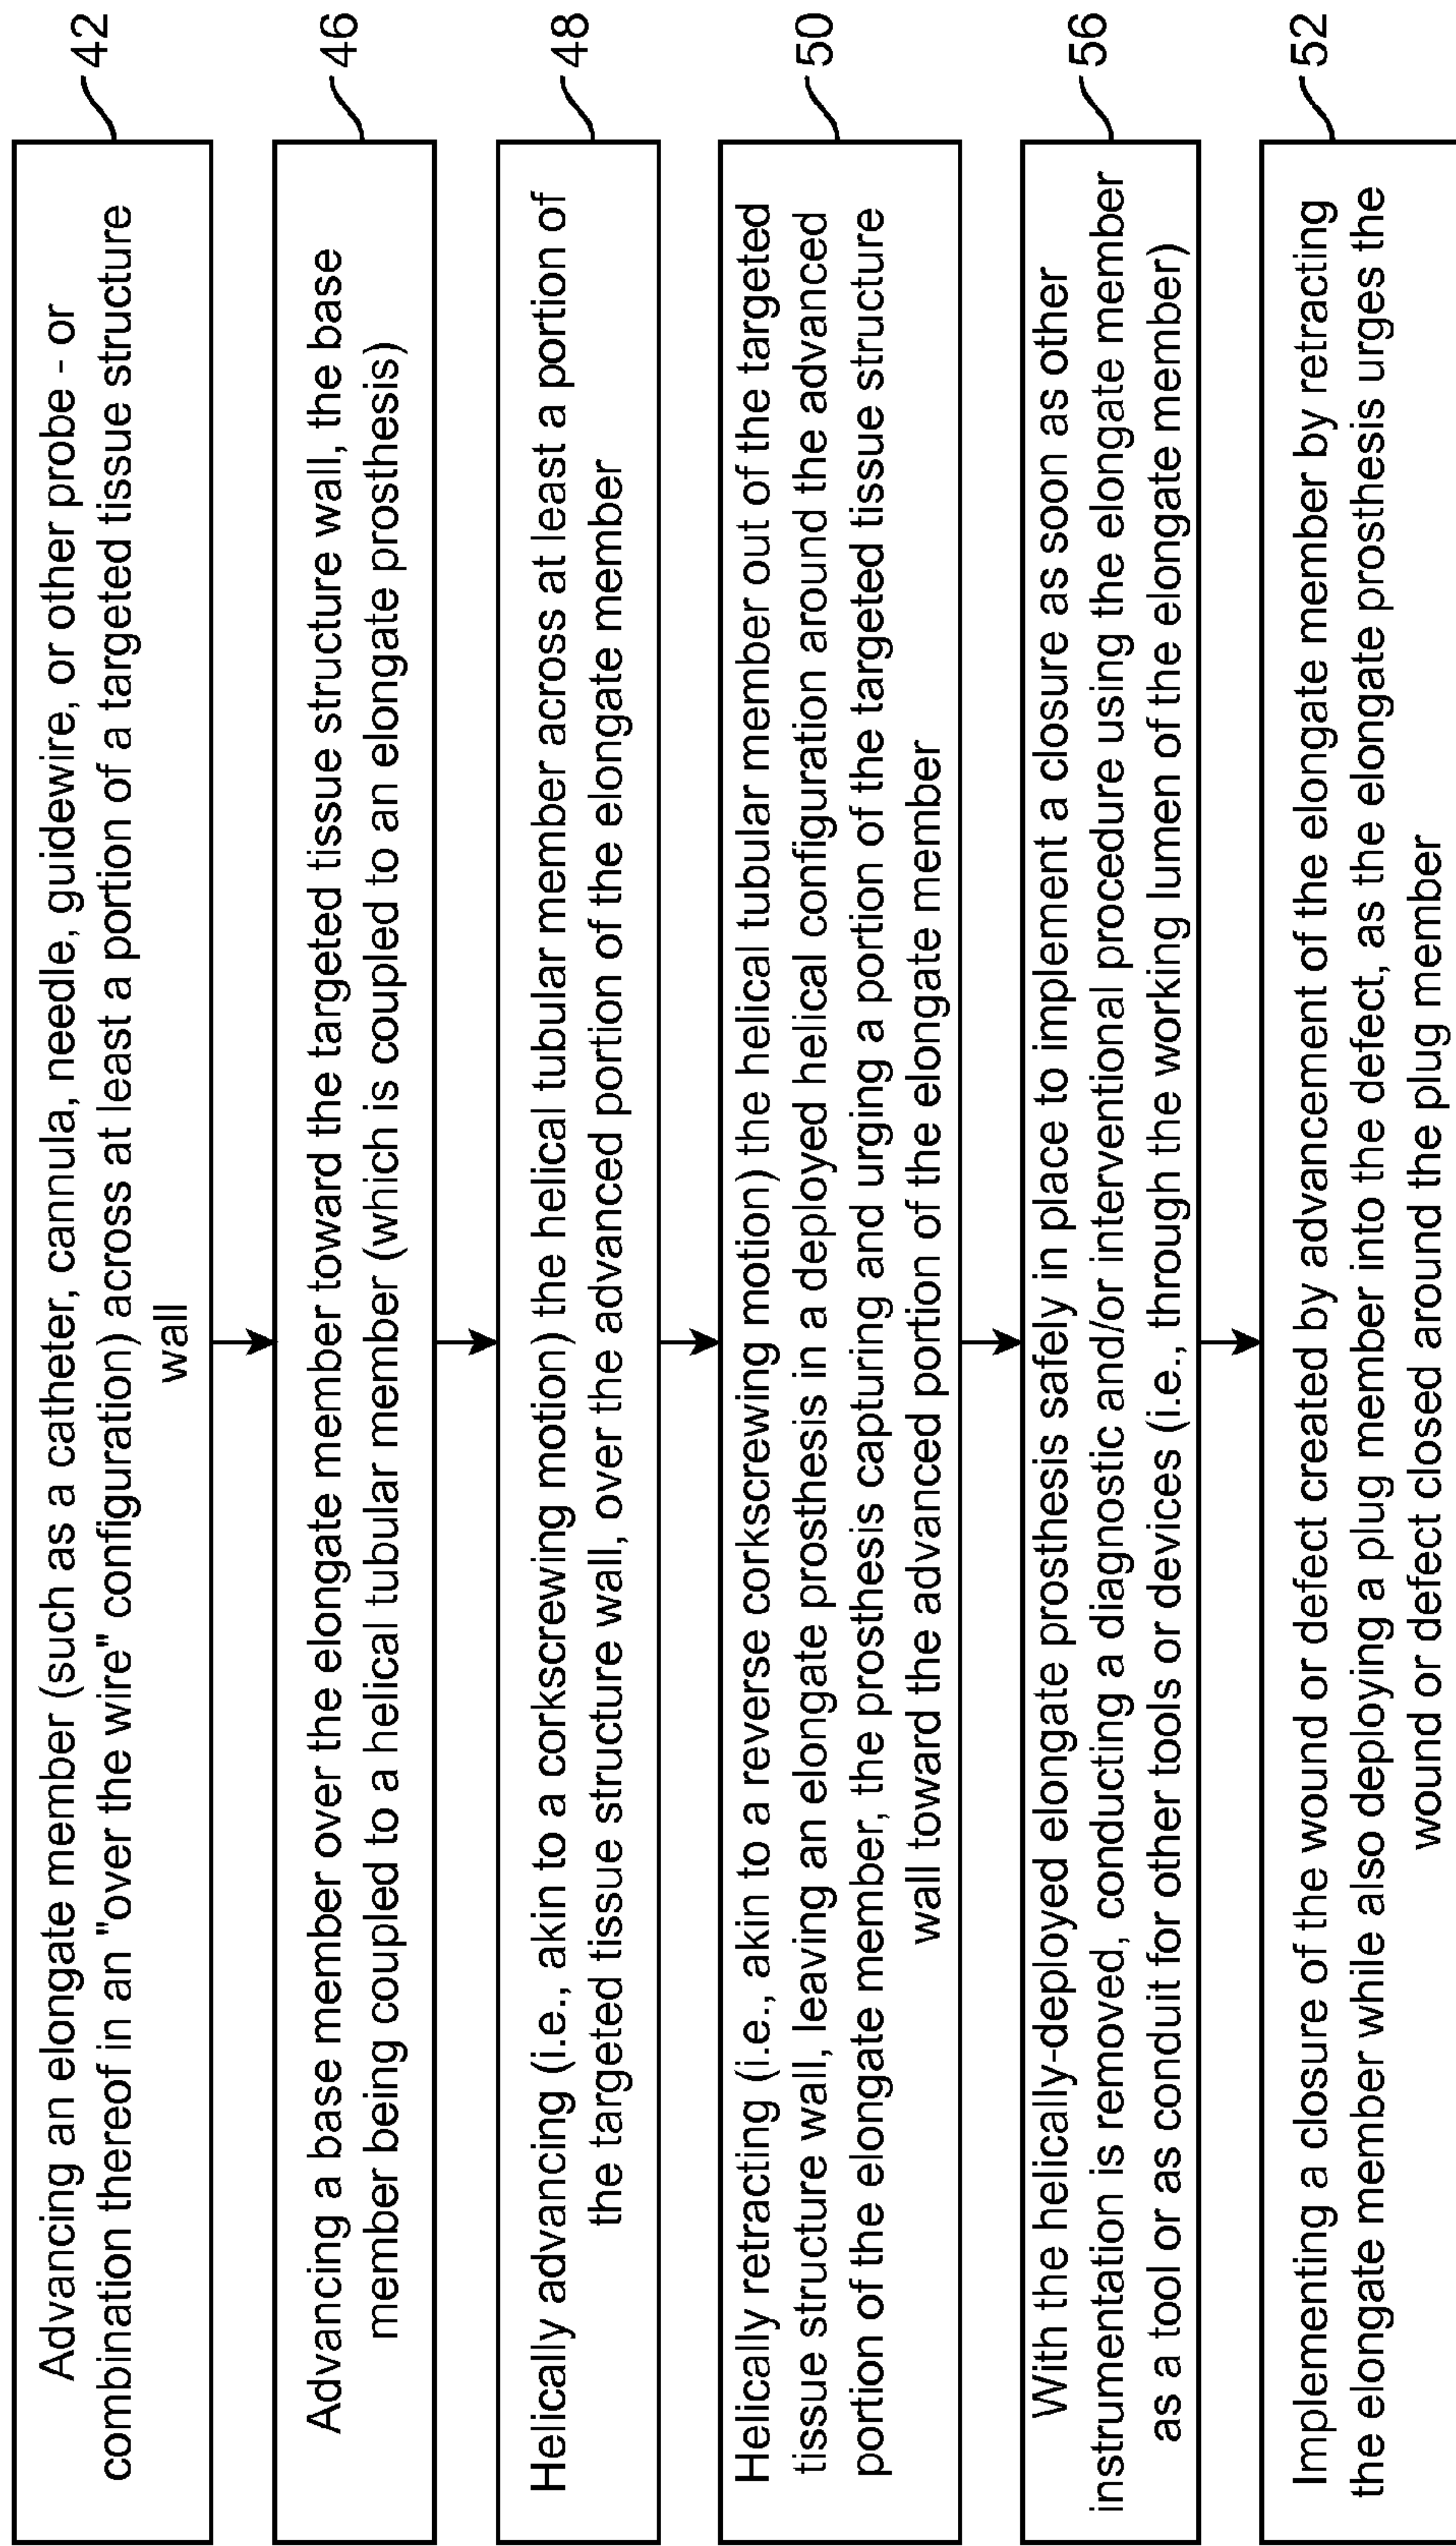 Advancing an elongate member (such as a catheter, cannula, needle, guidewire, or other probe - or
combination thereof in an "over the wire" configuration) across at least a portion of a targeted tissue structure
wall
42
Advancing a base member over the elongate member toward the targeted tissue structure wall, the base
member being coupled to a helical tubular member (which is coupled to an elongate prosthesis)
46
Helically advancing (i.e., akin to a corkscrewing motion) the helical tubular member across at least a portion of
the targeted tissue structure wall, over the advanced portion of the elongate member
48
Helically retracting (i.e., akin to a reverse corkscrewing motion) the helical tubular member out of the targeted
tissue structure wall, leaving an elongate prosthesis in a deployed helical configuration around the advanced
portion of the elongate member, the prosthesis capturing and urging a portion of the targeted tissue structure
wall toward the advanced portion of the elongate member
50
With the helically-deployed elongate prosthesis safely in place to implement a closure as soon as other
instrumentation is removed, conducting a diagnostic and/or interventional procedure using the elongate member
as a tool or as conduit for other tools or devices (i.e., through the working lumen of the elongate member)
56
Implementing a closure of the wound or defect created by advancement of the elongate member by retracting
the elongate member while also deploying a plug member into the defect, as the elongate prosthesis urges the
wound or defect closed around the plug member
52